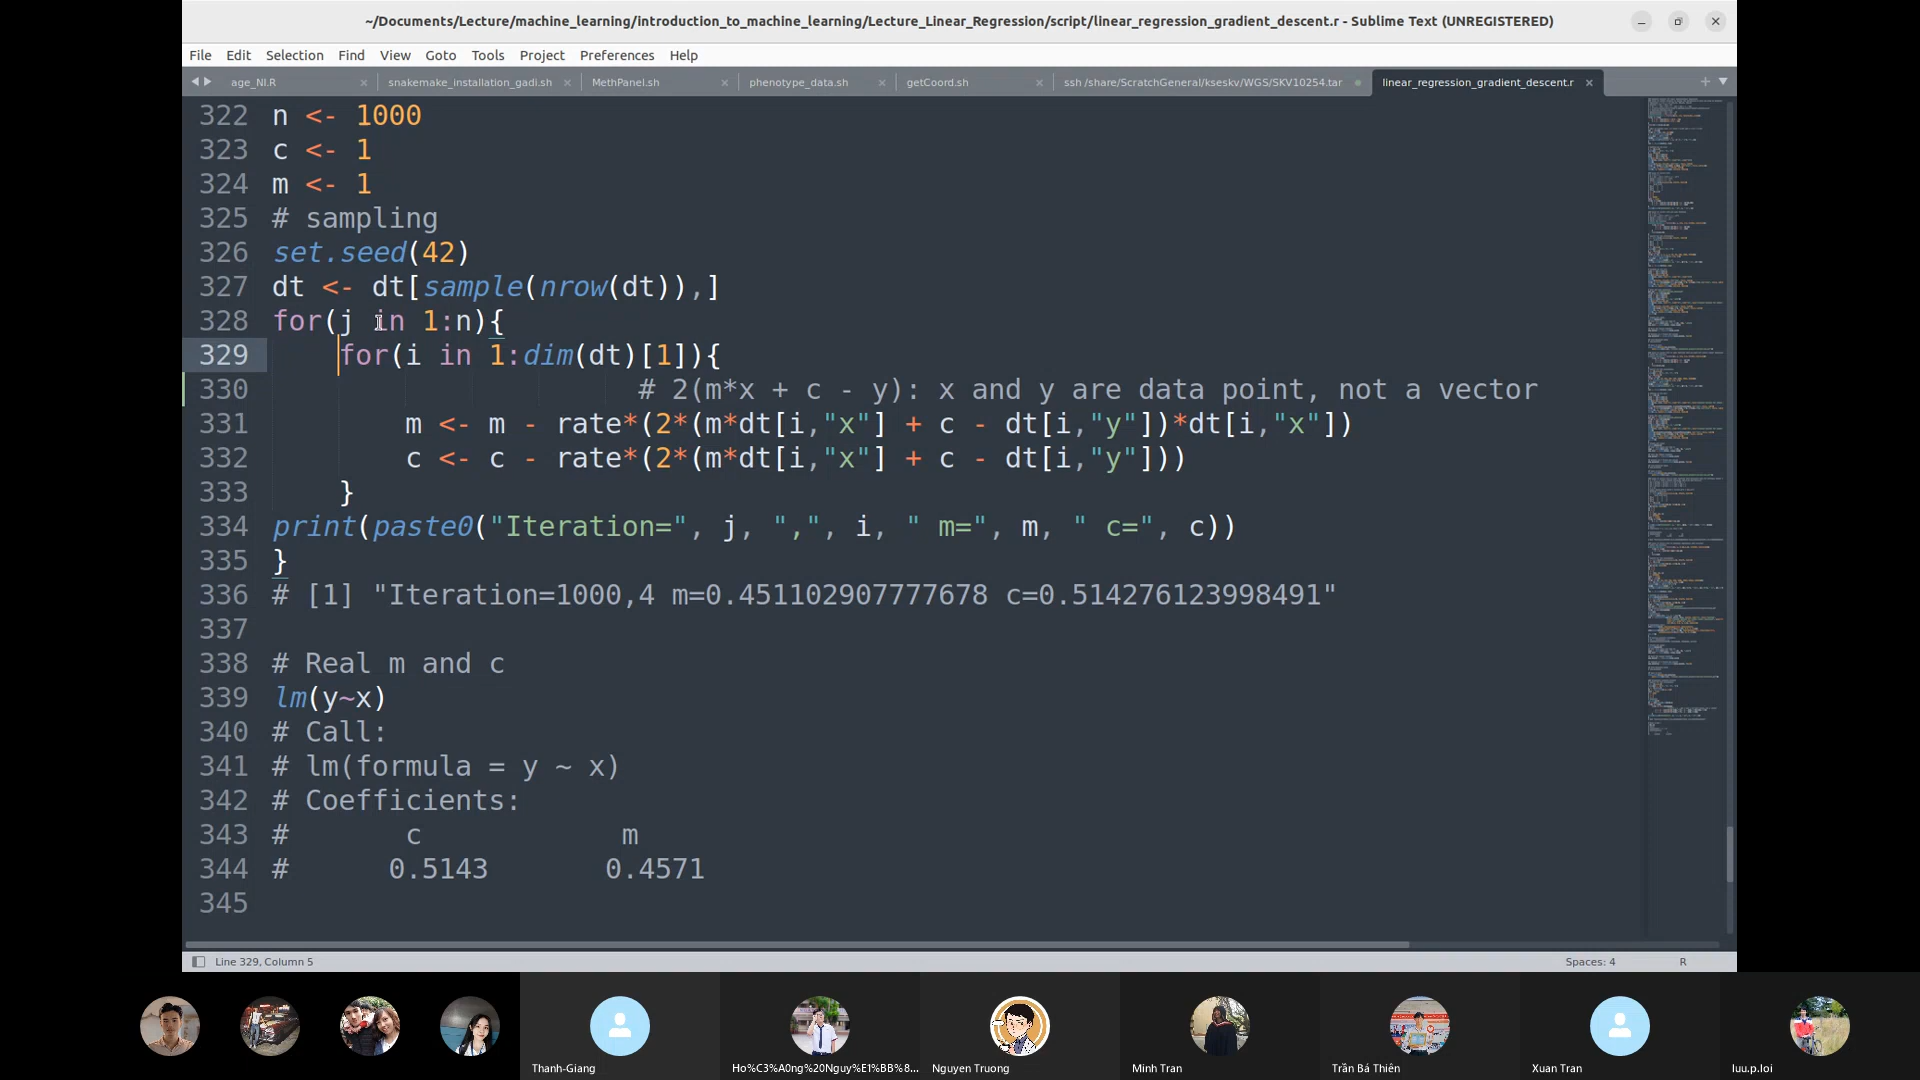 ~/Documents/Lecture/machine_learning/introduction_to_machine_learning/Lecture_Linear_Regression/script/linear_regression_gradient_descent.r - Sublime Text (UNREGISTERED)
File Edit Selection Find View Goto Tools Project Preferences Help
age_NI.R snakemake_installation_gadi.sh MethPanel.sh phenotype_data.sh getCoord.sh ssh /share/ScratchGeneral/kseskv/WGS/SKV10254.tar linear_regression_gradient_descent.r
322 n <- 1000
323 c <- 1
324 m <- 1
325 # sampling
326 set.seed(42)
327 dt <- dt[sample(nrow(dt)),]
328 for(j in 1:n){
329     for(i in 1:dim(dt)[1]){
330                       # 2(m*x + c - y): x and y are data point, not a vector
331         m <- m - rate*(2*(m*dt[i,"x"] + c - dt[i,"y"])*dt[i,"x"])
332         c <- c - rate*(2*(m*dt[i,"x"] + c - dt[i,"y"]))
333     }
334 print(paste0("Iteration=", j, ",", i, " m=", m, " c=", c))
335 }
336 # [1] "Iteration=1000,4 m=0.451102907777678 c=0.514276123998491"
337
338 # Real m and c
339 lm(y~x)
340 # Call:
341 # lm(formula = y ~ x)
342 # Coefficients:
343 #       c            m
344 #      0.5143       0.4571
345
Line 329, Column 5 Spaces: 4 R
Thanh-Giang Ho%C3%A0ng%20Nguy%E1%BB%8... Nguyen Truong Minh Tran Trần Bá Thiên Xuan Tran luu.p.loi